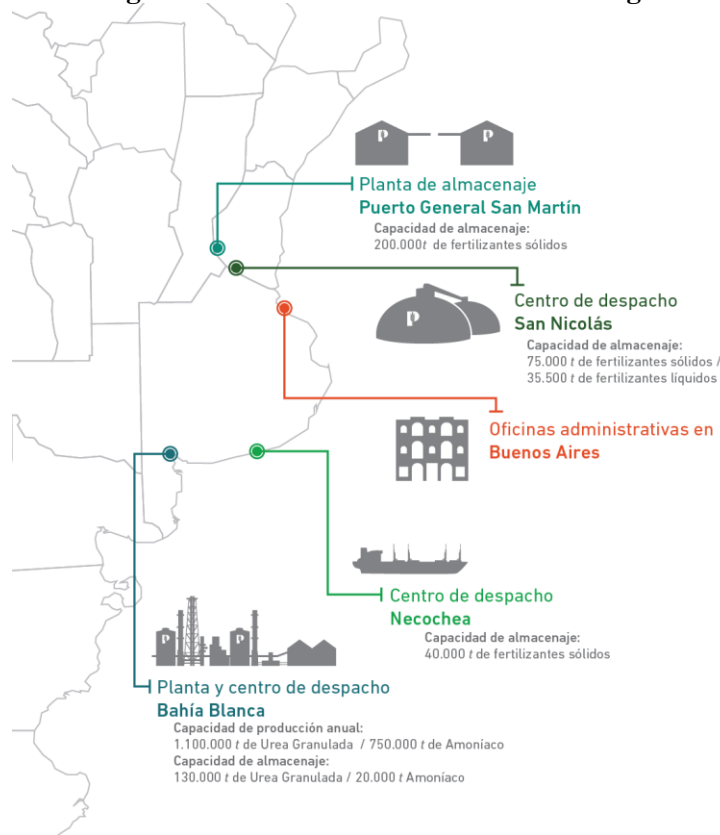 Planta de almacenaje
Puerto General San Martín
Capacidad de almacenaje:
200.000t de fertilizantes sólidos
Centro de despacho
San Nicolás
Capacidad de almacenaje:
75.000 t de fertilizantes sólidos /
35.500 t de fertilizantes líquidos
Oficinas administrativas en
Buenos Aires
Centro de despacho
Necochea
Capacidad de almacenaje:
40.000 t de fertilizantes sólidos
Planta y centro de despacho
Bahía Blanca
Capacidad de producción anual:
1.100.000 t de Urea Granulada / 750.000 t de Amoníaco
Capacidad de almacenaje:
130.000 t de Urea Granulada / 20.000 t Amoníaco